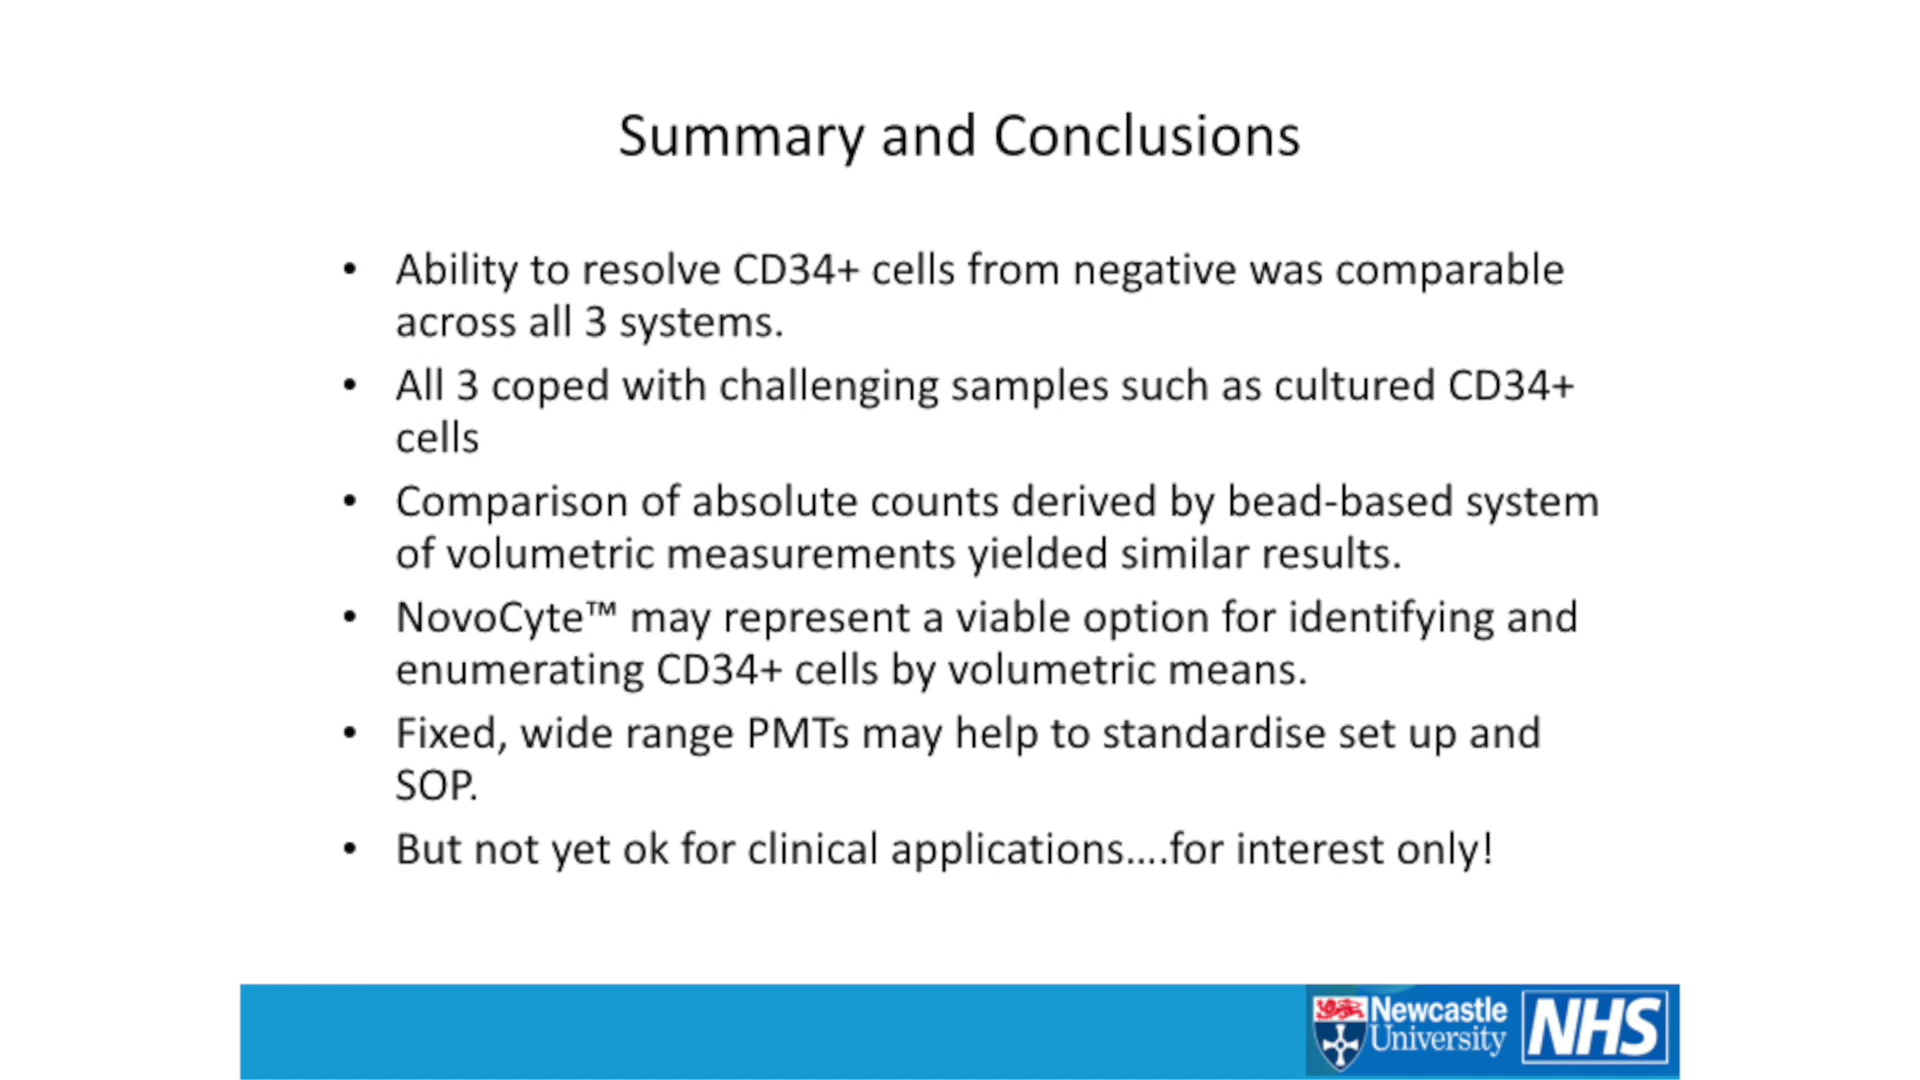 Summary and Conclusions
• Ability to resolve CD34+ cells from negative was comparable
across all 3 systems.
• All 3 coped with challenging samples such as cultured CD34+
cells
• Comparison of absolute counts derived by bead-based system
of volumetric measurements yielded similar results.
• NovoCyte™ may represent a viable option for identifying and
enumerating CD34+ cells by volumetric means.
• Fixed, wide range PMTs may help to standardise set up and
SOP.
• But not yet ok for clinical applications....for interest only!
Newcastle
University
NHS